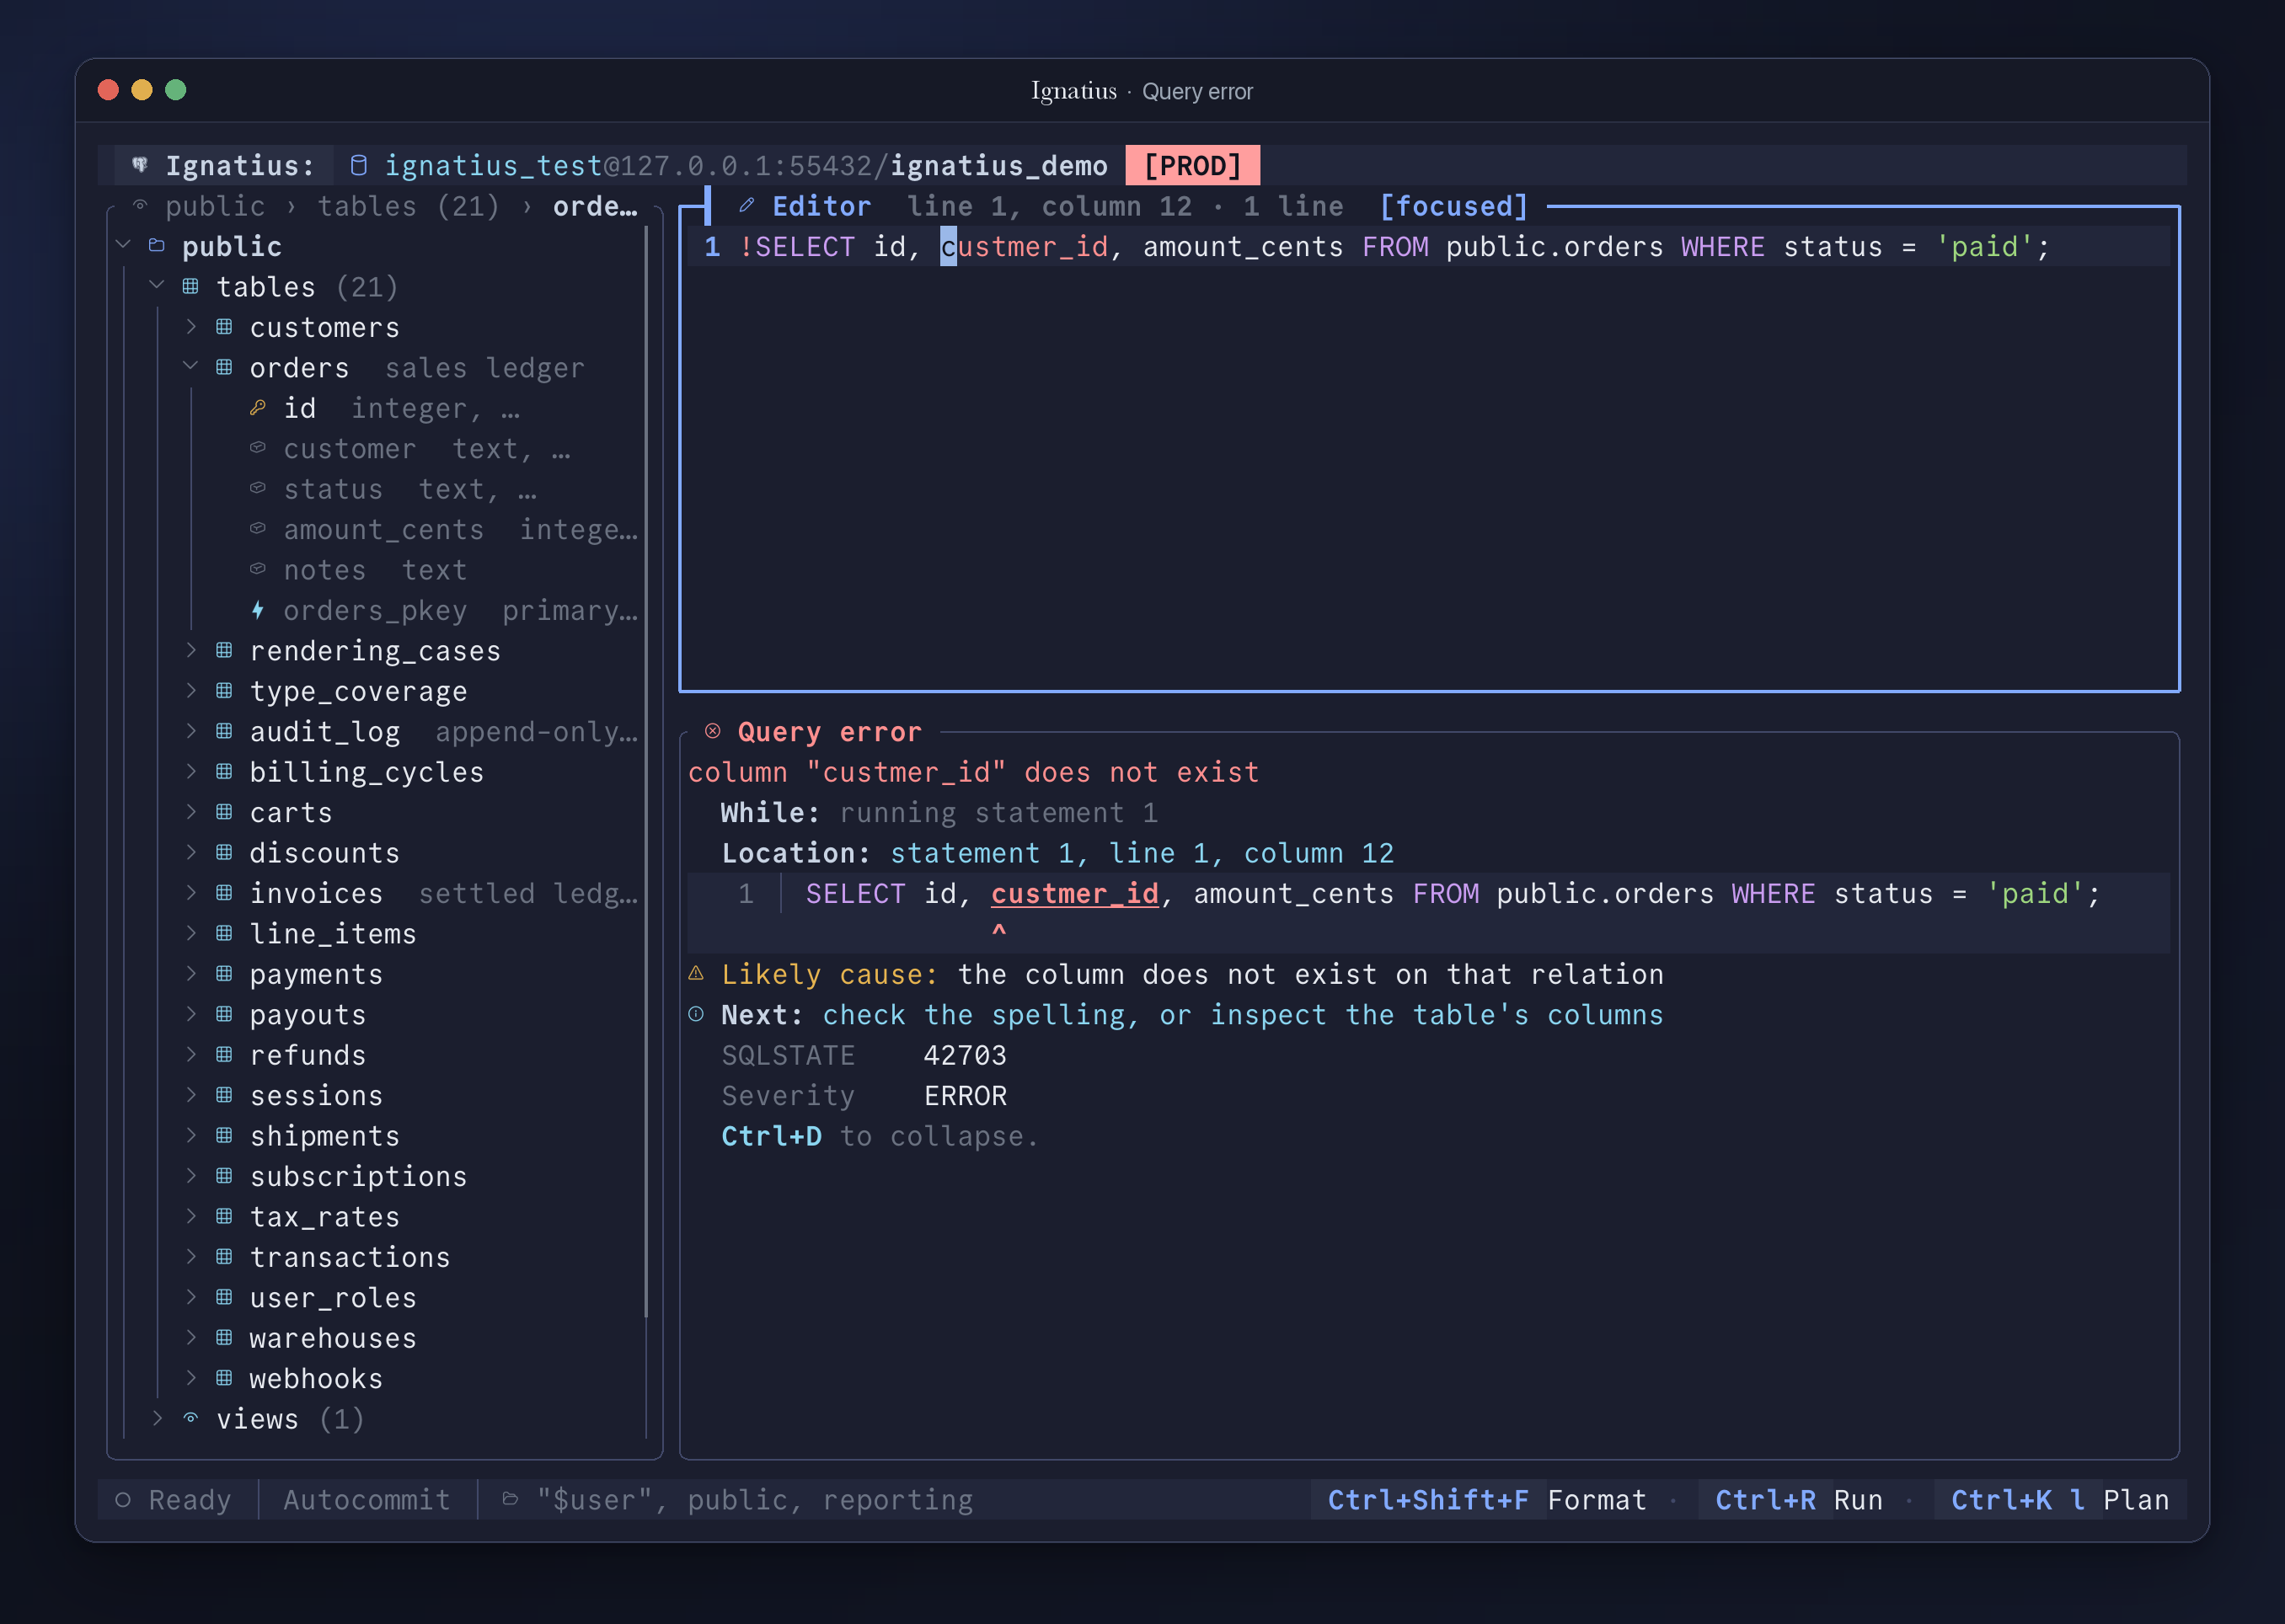 Ignatius · Query error
Ignatius: ignatius_test@127.0.0.1:55432/ignatius_demo [PROD]
public › tables (21) › orde…
public
tables (21)
customers
orders sales ledger
id integer, …
customer text, …
status text, …
amount_cents intege…
notes text
orders_pkey primary…
rendering_cases
type_coverage
audit_log append-only…
billing_cycles
carts
discounts
invoices settled ledg…
line_items
payments
payouts
refunds
sessions
shipments
subscriptions
tax_rates
transactions
user_roles
warehouses
webhooks
views (1)
Editor line 1, column 12 · 1 line [focused]
1 !SELECT id, custmer_id, amount_cents FROM public.orders WHERE status = 'paid';
Query error
column "custmer_id" does not exist
While: running statement 1
Location: statement 1, line 1, column 12
1 SELECT id, custmer_id, amount_cents FROM public.orders WHERE status = 'paid';
^
Likely cause: the column does not exist on that relation
Next: check the spelling, or inspect the table's columns
SQLSTATE 42703
Severity ERROR
Ctrl+D to collapse.
Ready Autocommit "$user", public, reporting Ctrl+Shift+F Format · Ctrl+R Run · Ctrl+K l Plan